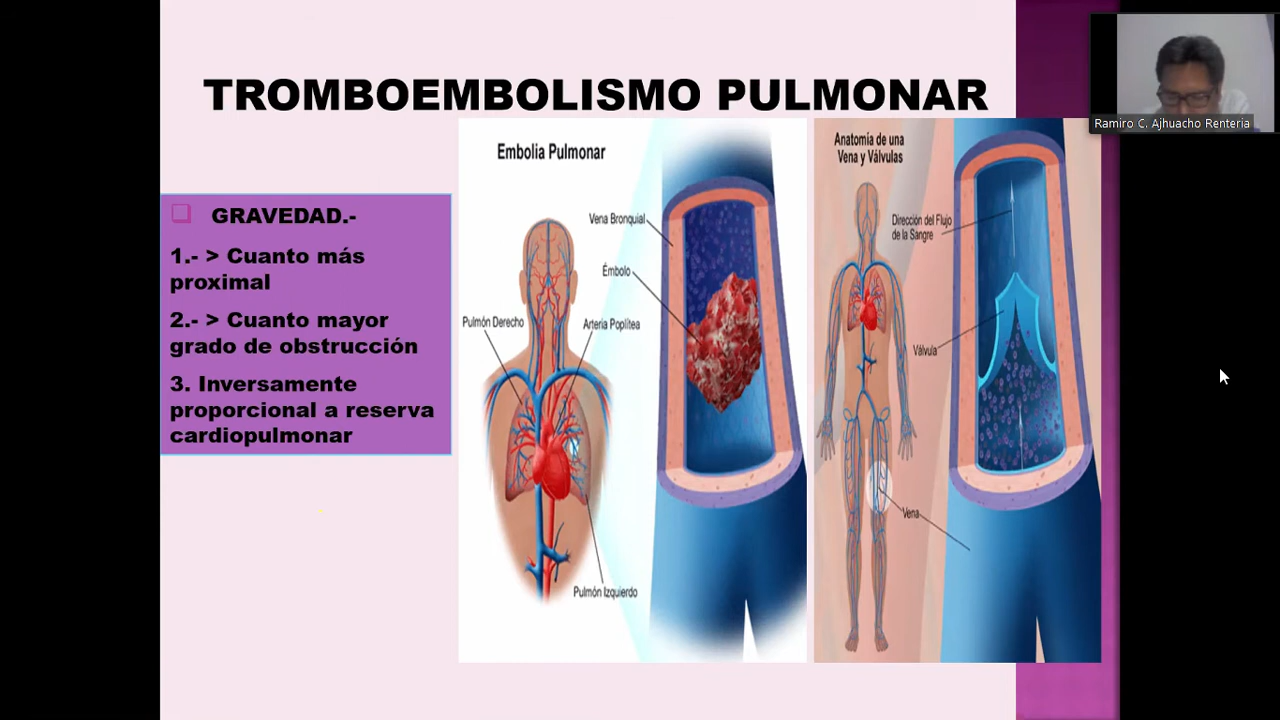 TROMBOEMBOLISMO PULMONAR
Ramiro C. Ajhuacho Renteria
GRAVEDAD.-
1.- > Cuanto más
proximal
2.- > Cuanto mayor
grado de obstrucción
3. Inversamente
proporcional a reserva
cardiopulmonar
Embolia Pulmonar
Vena Bronquial
Émbolo
Pulmón Derecho
Arteria Poplítea
Pulmón Izquierdo
Anatomía de una
Vena y Válvulas
Dirección del Flujo
de la Sangre
Válvula
Vena